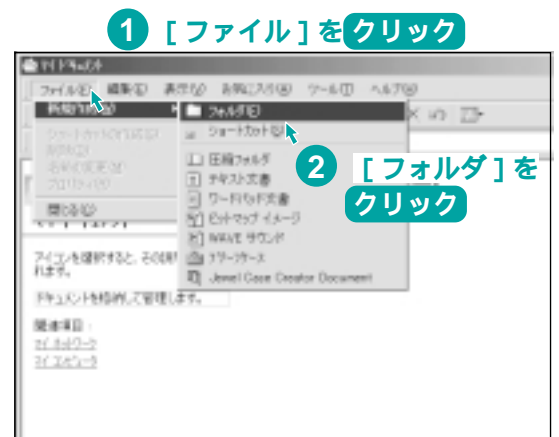 1 [ファイル]をクリック
マイ ドキュメント
ファイル(F) 編集(E) 表示(V) お気に入り(A) ツール(T) ヘルプ(H)
新規作成(W)
フォルダ(F)
ショートカットの作成(S)
ショートカット(S)
削除(D)
名前の変更(M)
圧縮フォルダ
プロパティ(R)
テキスト文書
閉じる(C)
ワードパッド文書
ビットマップ イメージ
WAVE サウンド
ブリーフケース
Jewel Case Creator Document
2 [フォルダ]を
クリック
アイコンを選択すると、その説明
れます。
ドキュメントを格納して管理します。
関連項目:
マイ ネットワーク
マイ コンピュータ